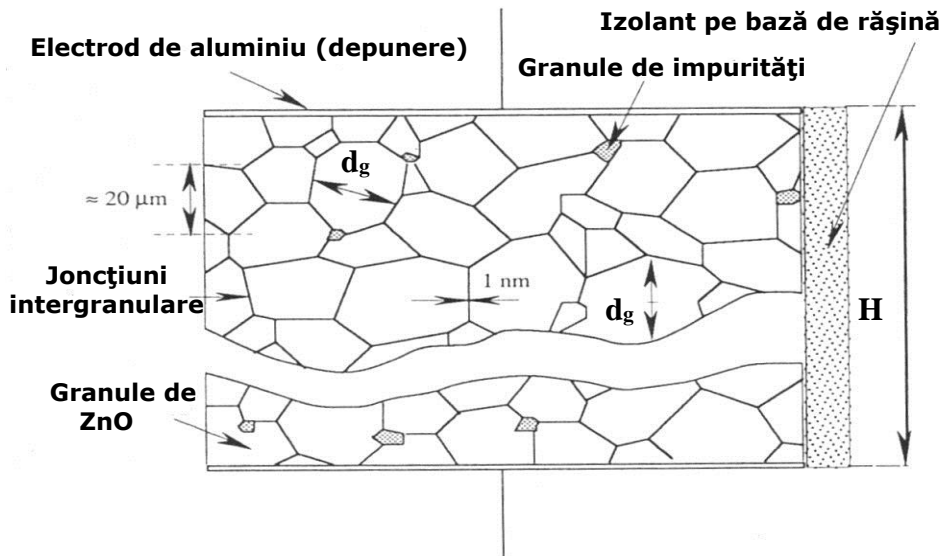 Izolant pe bază de răşină
Electrod de aluminiu (depunere)
Granule de impurităţi
dg
≈ 20 µm
Joncţiuni
intergranulare
1 nm
dg
H
Granule de
ZnO